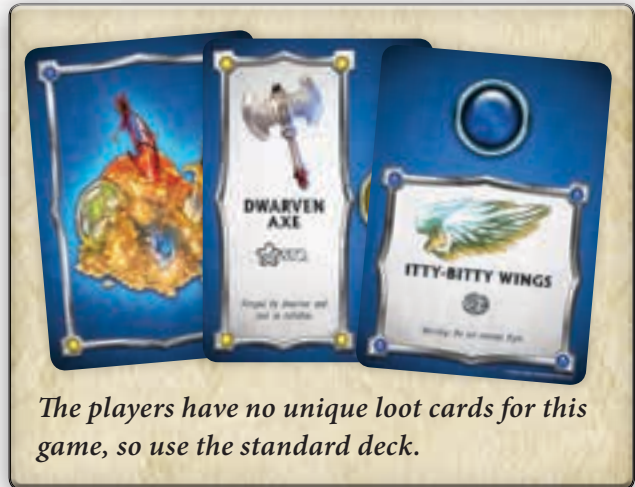 DWARVEN
AXE
ITTY-BITTY WINGS
The players have no unique loot cards for this
game, so use the standard deck.